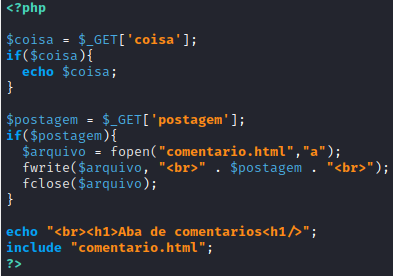 <?php
$coisa = $_GET['coisa'];
if($coisa){
  echo $coisa;
}
$postagem = $_GET['postagem'];
if($postagem){
  $arquivo = fopen("comentario.html","a");
  fwrite($arquivo, "<br>" . $postagem . "<br>");
  fclose($arquivo);
}
echo "<br><h1>Aba de comentarios<h1/>";
include "comentario.html";
?>